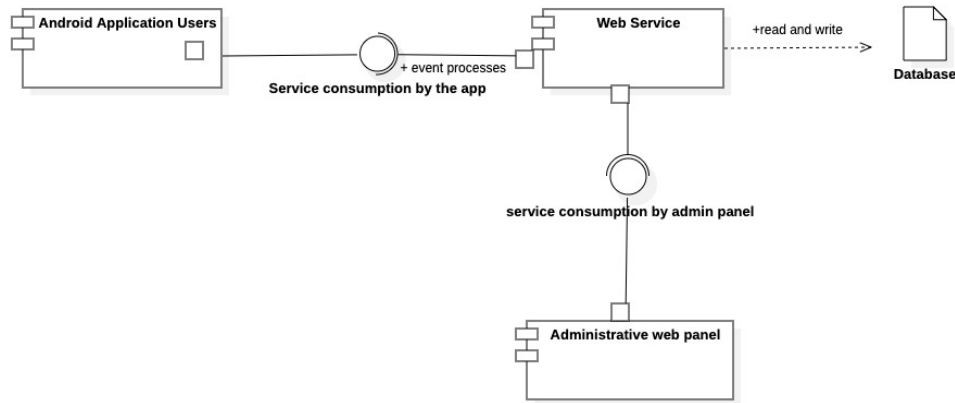 Android Application Users
Web Service
+read and write
Database
+ event processes
Service consumption by the app
service consumption by admin panel
Administrative web panel